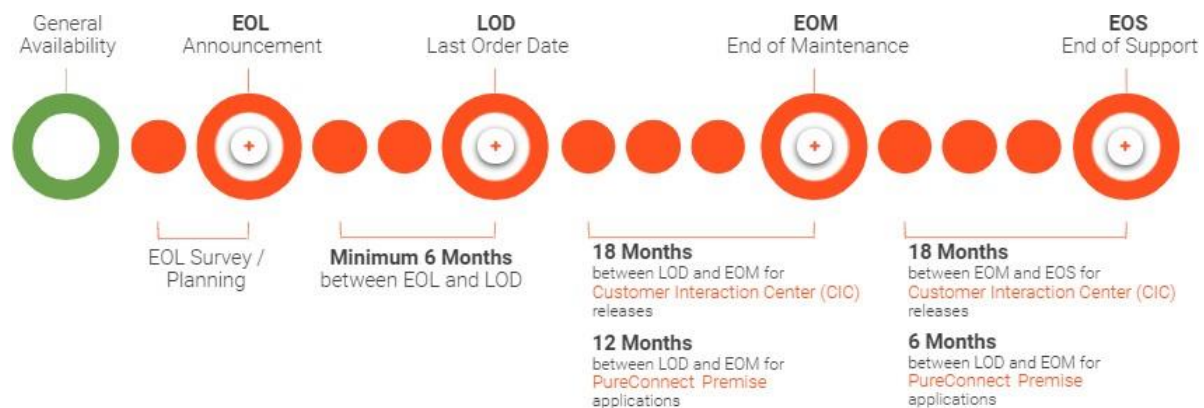 General
Availability
EOL
Announcement
LOD
Last Order Date
EOM
End of Maintenance
EOS
End of Support
+
+
+
+
EOL Survey /
Planning
Minimum 6 Months
between EOL and LOD
18 Months
between LOD and EOM for
Customer Interaction Center (CIC)
releases
12 Months
between LOD and EOM for
PureConnect Premise
applications
18 Months
between EOM and EOS for
Customer Interaction Center (CIC)
releases
6 Months
between LOD and EOM for
PureConnect Premise
applications